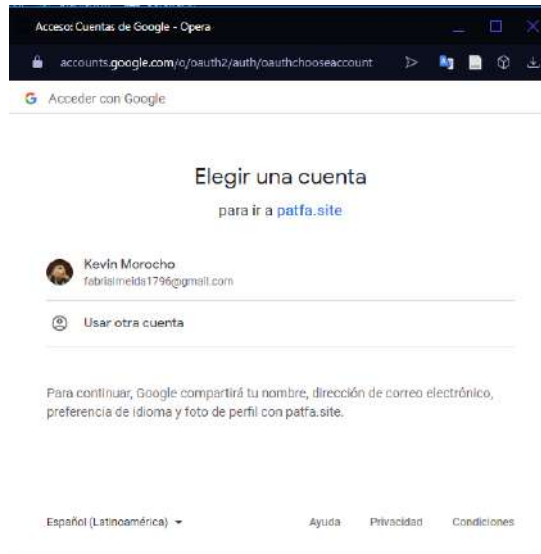 Acceso: Cuentas de Google - Opera
accounts.google.com/o/oauth2/auth/oauthchooseaccount
G Acceder con Google
Elegir una cuenta
para ir a patfa.site
Kevin Morocho
fabrialmeida1796@gmail.com
Usar otra cuenta
Para continuar, Google compartirá tu nombre, dirección de correo electrónico,
preferencia de idioma y foto de perfil con patfa.site.
Español (Latinoamérica) Ayuda Privacidad Condiciones